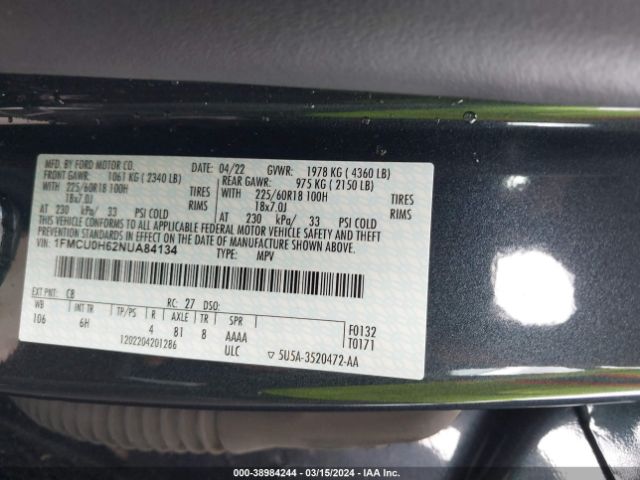 MFD. BY FORD MOTOR CO. DATE: 04/22 GVWR: 1978 KG ( 4360 LB)
FRONT GAWR: 1061 KG ( 2340 LB) REAR GAWR: 975 KG ( 2150 LB)
WITH 225/60R18 100H TIRES WITH 225/60R18 100H TIRES
18x7.0J RIMS 18x7.0J RIMS
AT 230 kPa/ 33 PSI COLD AT 230 kPa/ 33 PSI COLD
THIS VEHICLE CONFORMS TO ALL APPLICABLE FEDERAL MOTOR VEHICLE SAFETY AND THEFT
PREVENTION STANDARDS IN EFFECT ON THE DATE OF MANUFACTURE SHOWN ABOVE.
VIN: 1FMCU0H62NUA84134 TYPE: MPV
EXT PNT: C8 RC: 27 DSO:
WB INT TR TP/PS R AXLE TR SPR F0132
106 6H 4 81 8 AAAA T0171
1202204201286 ULC 5U5A-3520472-AA
000-38984244 — 03/15/2024 — IAA Inc. Copart.